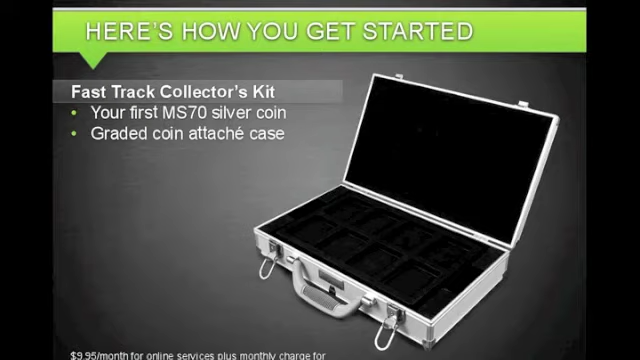 HERE'S HOW YOU GET STARTED
Fast Track Collector's Kit
• Your first MS70 silver coin
• Graded coin attaché case
$9.95/month for online services plus monthly charge for